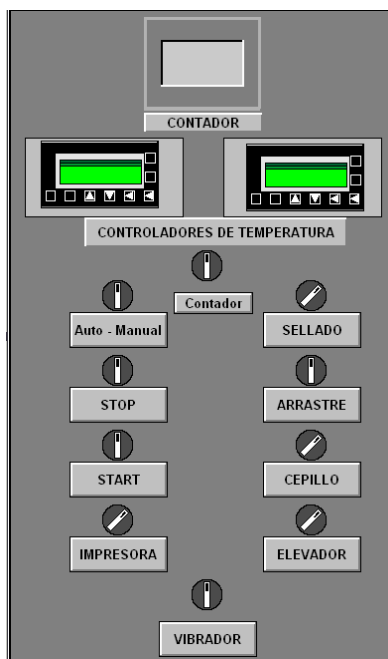 CONTADOR
CONTROLADORES DE TEMPERATURA
Contador
Auto - Manual
SELLADO
STOP
ARRASTRE
START
CEPILLO
IMPRESORA
ELEVADOR
VIBRADOR